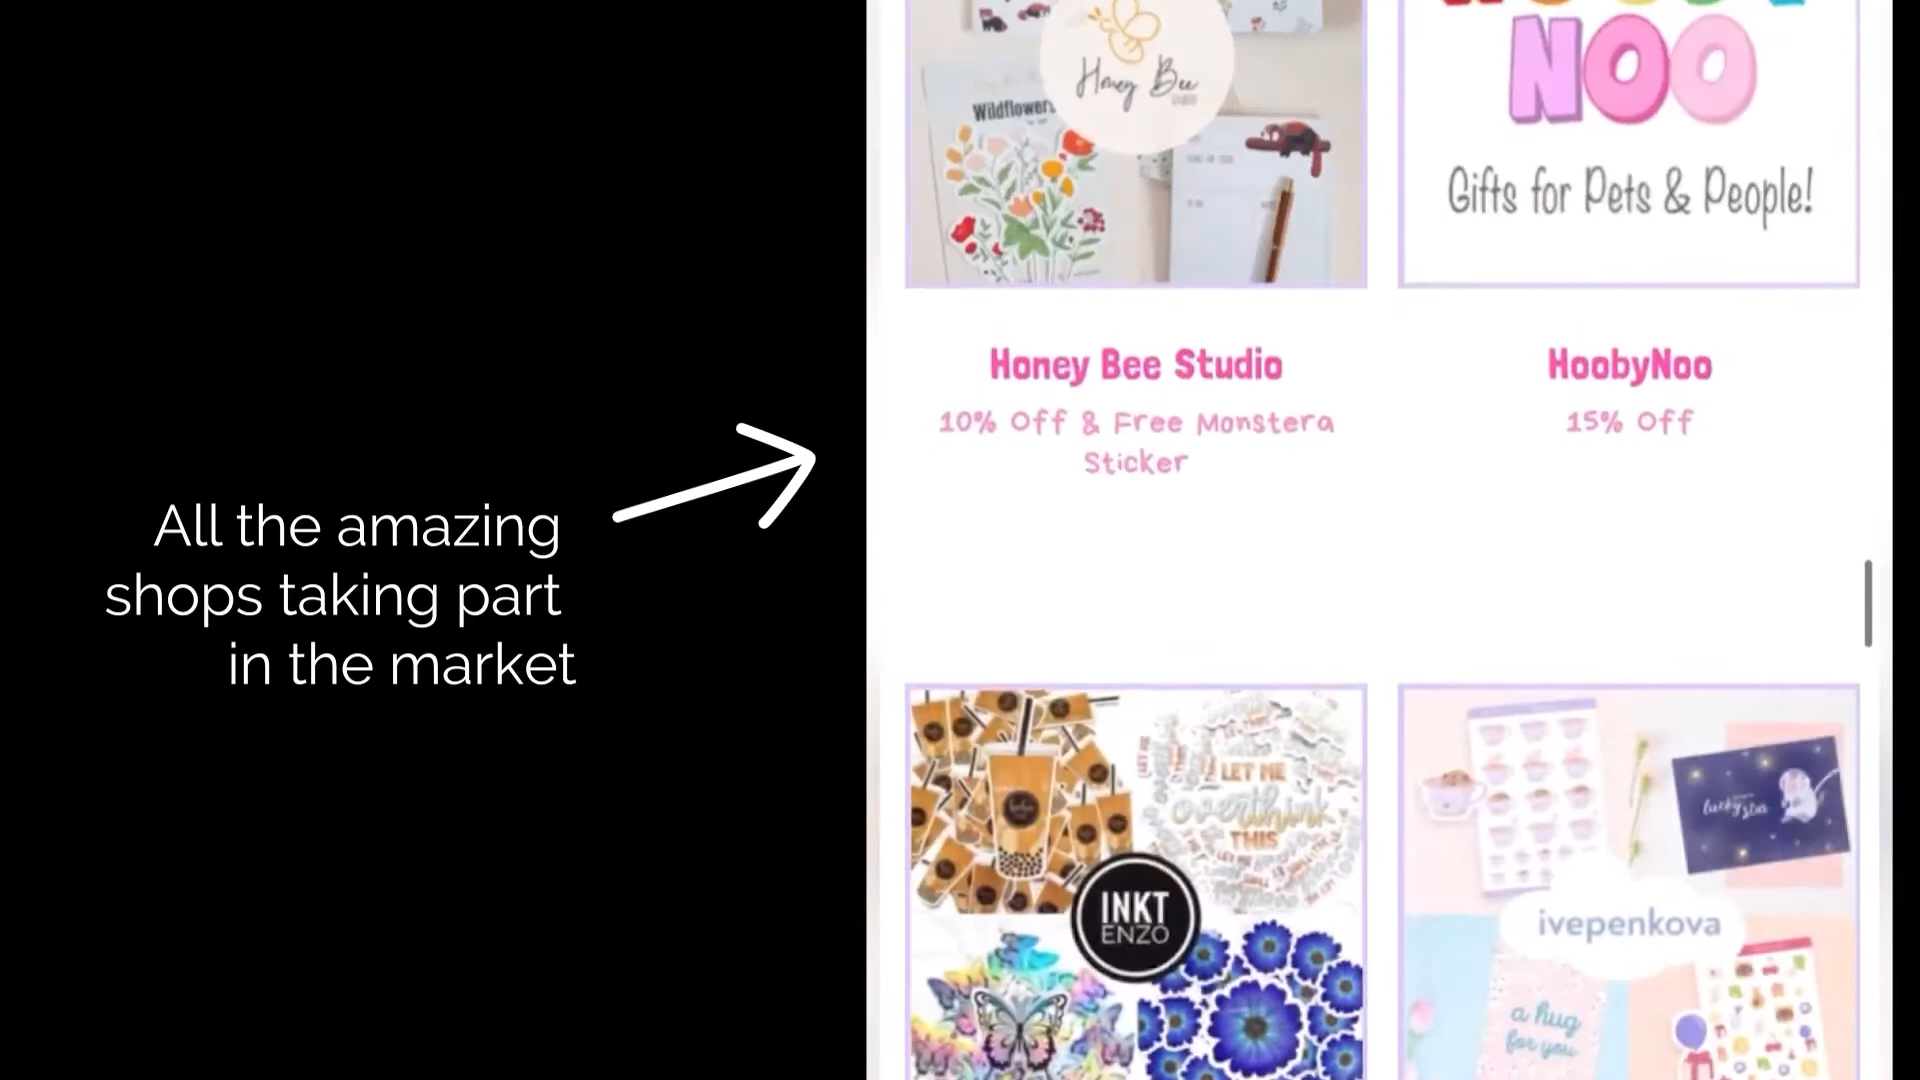 Honey Bee
Wildflowers
NOO
Gifts for Pets & People!
Honey Bee Studio
10% Off & Free Monstera
Sticker
HoobyNoo
15% Off
All the amazing
shops taking part
in the market
LET ME
overthink
THIS
INKT
ENZO
lucky star
ivepenkova
a hug
for you